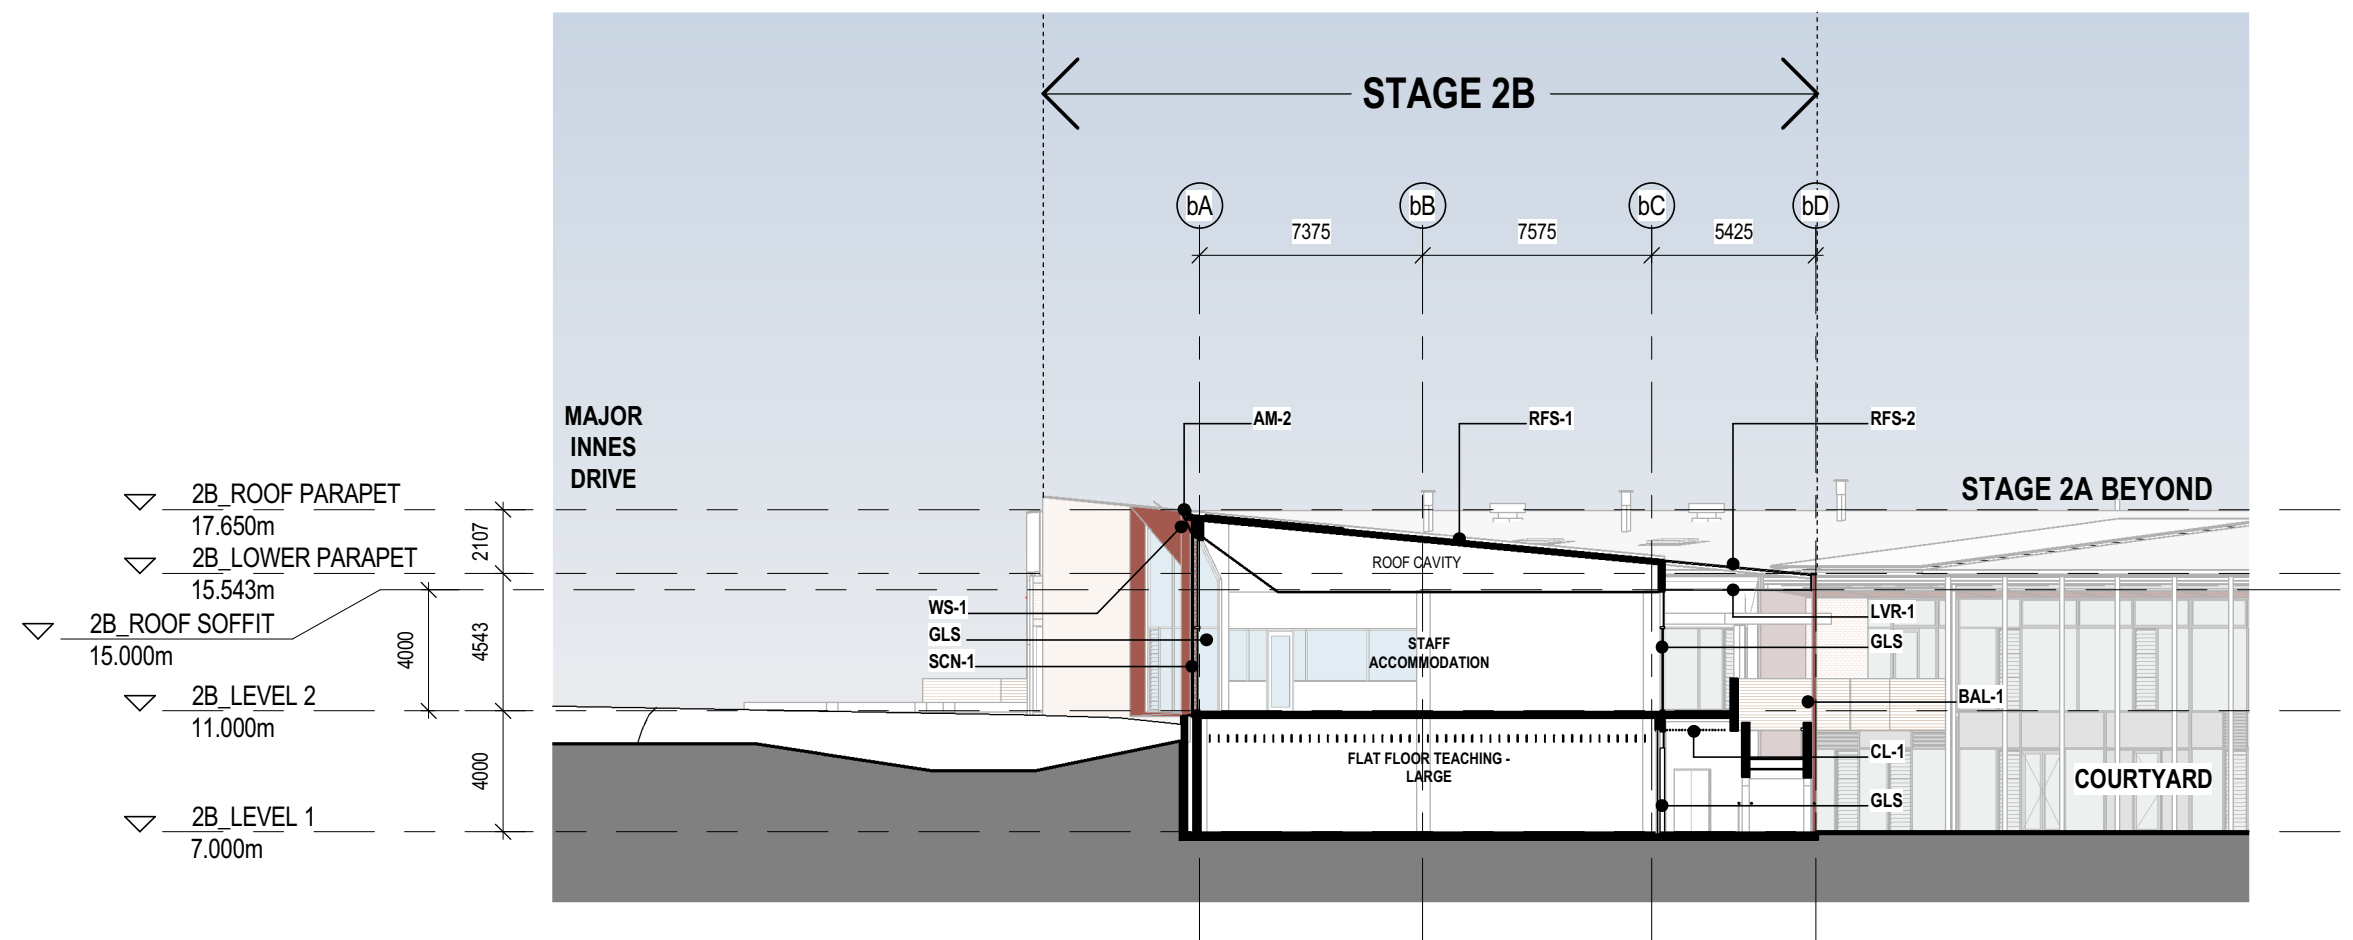 STAGE 2B
bA
bB
bC
bD
7375
7575
5425
MAJOR
INNES
DRIVE
AM-2
RFS-1
RFS-2
STAGE 2A BEYOND
2B_ROOF PARAPET
17.650m
2107
2B_LOWER PARAPET
15.543m
ROOF CAVITY
2B_ROOF SOFFIT
15.000m
4000
4543
WS-1
GLS
SCN-1
STAFF
ACCOMMODATION
LVR-1
GLS
BAL-1
2B_LEVEL 2
11.000m
4000
FLAT FLOOR TEACHING -
LARGE
CL-1
GLS
COURTYARD
2B_LEVEL 1
7.000m